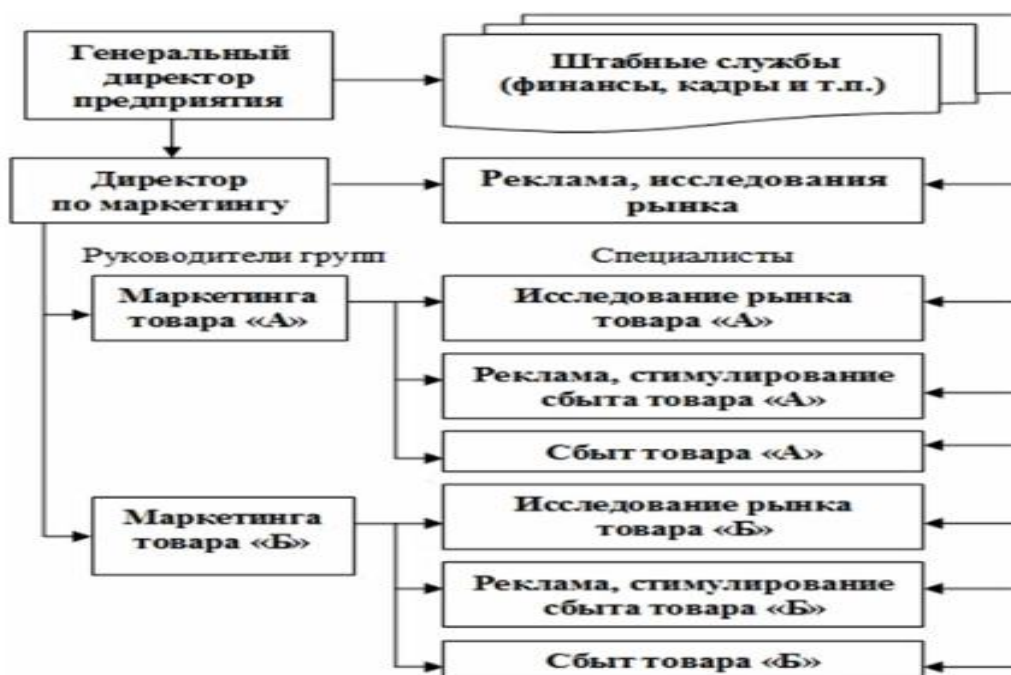 Генеральный
директор
предприятия
Штабные службы
(финансы, кадры и т.п.)
Директор
по маркетингу
Реклама, исследования
рынка
Руководители групп
Специалисты
Маркетинга
товара «А»
Исследование рынка
товара «А»
Реклама, стимулирование
сбыта товара «А»
Сбыт товара «А»
Маркетинга
товара «Б»
Исследование рынка
товара «Б»
Реклама, стимулирование
сбыта товара «Б»
Сбыт товара «Б»